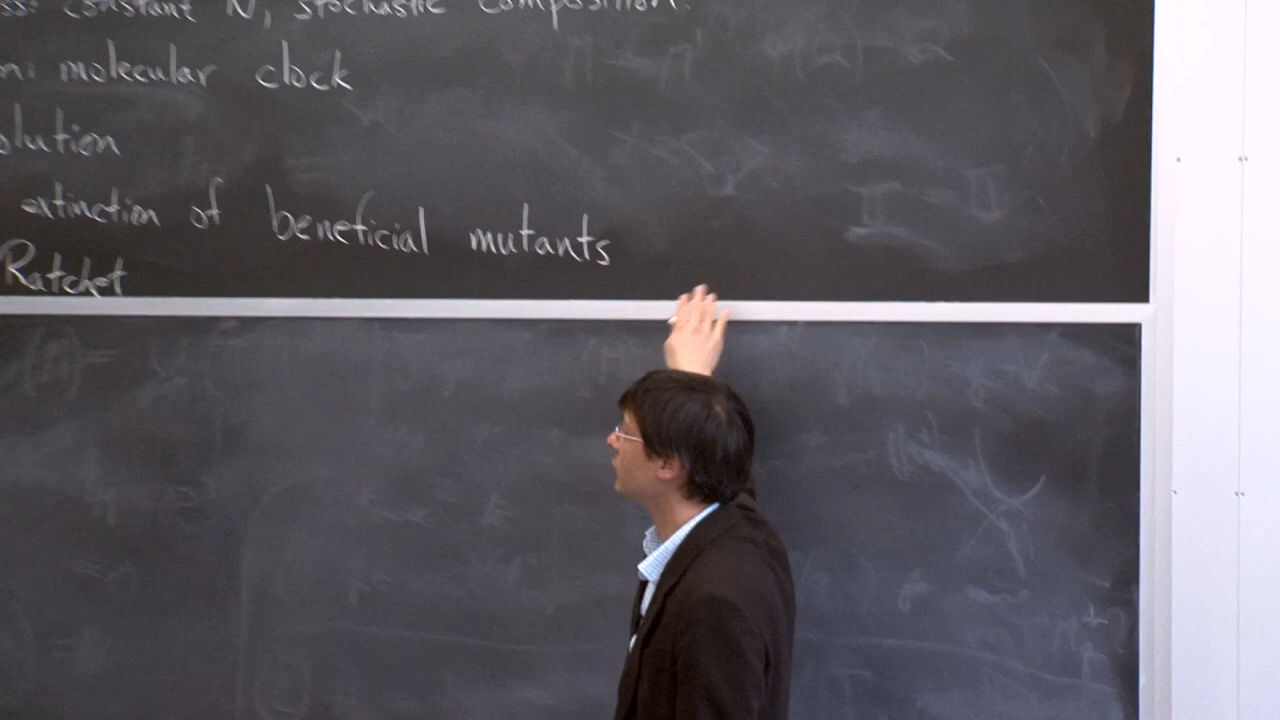 constant N, stochastic composition.
molecular clock
olution
extinction of beneficial mutants
Ratchet